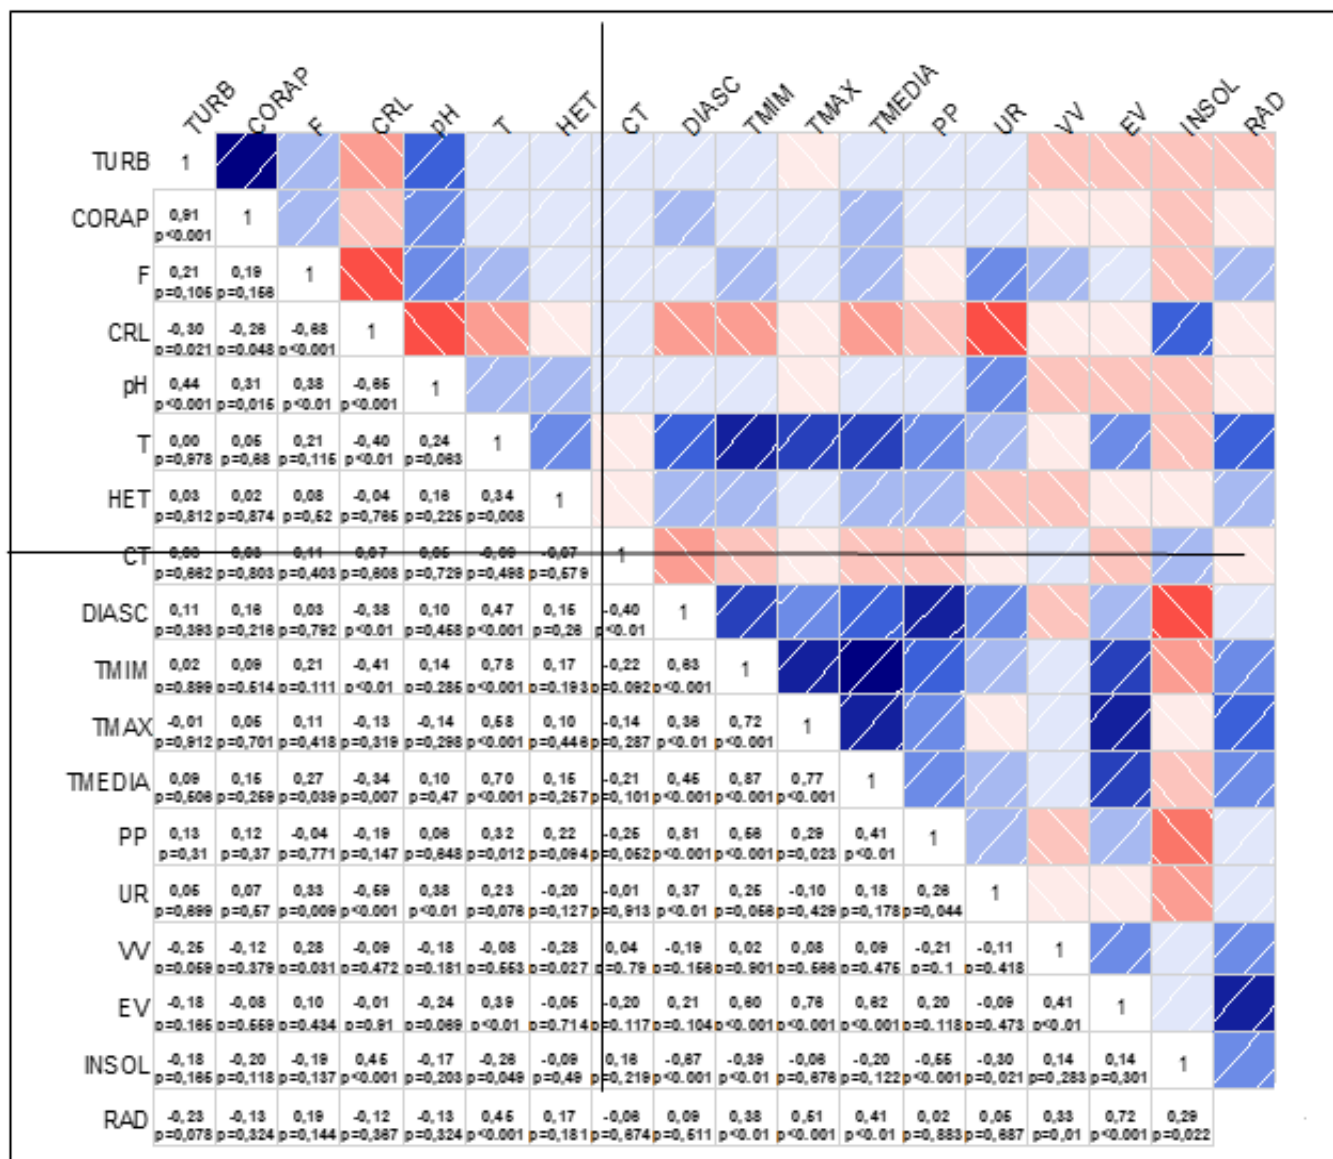 TURB CORAP F CRL pH T HET CT DIASC TMIM TMAX TMEDIA PP UR VV EV INSOL RAD
TURB 1
CORAP 0,91 1
p<0.001
F 0,21 0,19 1
p=0,105 p=0,156
CRL -0,30 -0,26 -0,68 1
p=0.021 p=0.048 p<0.001
pH 0,44 0,31 0,38 -0,65 1
p<0.001 p=0,015 p<0.01 p<0.001
T 0,00 0,05 0,21 -0,40 0,24 1
p=0,978 p=0,68 p=0,115 p<0.01 p=0,063
HET 0,03 0,02 0,08 -0,04 0,16 0,34 1
p=0,812 p=0,874 p=0,52 p=0,765 p=0,225 p=0,008
CT 0,11 0,07 0,05 -0,09 -0,07 1
p=0,662 p=0,803 p=0,403 p=0,608 p=0,729 p=0,498 p=0,579
DIASC 0,11 0,16 0,03 -0,38 0,10 0,47 0,15 -0,40 1
p=0,393 p=0,216 p=0,792 p<0.01 p=0,458 p<0.001 p=0,26 p<0.01
TMIM 0,02 0,09 0,21 -0,41 0,14 0,78 0,17 -0,22 0,63 1
p=0.899 p=0.514 p=0.111 p<0.01 p=0.285 p<0.001 p=0.193 p=0.092 p<0.001
TMAX -0,01 0,05 0,11 -0,13 -0,14 0,58 0,10 -0,14 0,36 0,72 1
p=0,912 p=0,701 p=0,418 p=0,319 p=0,298 p<0.001 p=0,446 p=0,287 p<0.01 p<0.001
TMEDIA 0,09 0,15 0,27 -0,34 0,10 0,70 0,15 -0,21 0,45 0,87 0,77 1
p=0,506 p=0,259 p=0,039 p=0,007 p=0,47 p<0.001 p=0,257 p=0,101 p<0.001 p<0.001 p<0.001
PP 0,13 0,12 -0,04 -0,19 0,06 0,32 0,22 -0,25 0,81 0,56 0,29 0,41 1
p=0,31 p=0,37 p=0,771 p=0,147 p=0,648 p=0,012 p=0,094 p=0,052 p<0.001 p<0.001 p=0,023 p<0.01
UR 0,05 0,07 0,33 -0,59 0,38 0,23 -0,20 -0,01 0,37 0,25 -0,10 0,18 0,26 1
p=0,699 p=0,57 p=0,009 p<0.001 p<0.01 p=0,076 p=0,127 p=0,913 p<0.01 p=0,056 p=0,429 p=0,178 p=0,044
VV -0,25 -0,12 0,28 -0,09 -0,18 -0,08 -0,28 0,04 -0,19 0,02 0,08 0,09 -0,21 -0,11 1
p=0.059 p=0.379 p=0.031 p=0.472 p=0.181 p=0.553 p=0.027 p=0.79 p=0.156 p=0.901 p=0.566 p=0.475 p=0.1 p=0.418
EV -0,18 -0,08 0,10 -0,01 -0,24 0,39 -0,05 -0,20 0,21 0,60 0,76 0,62 0,20 -0,09 0,41 1
p=0.165 p=0.559 p=0.434 p=0.91 p=0.069 p<0.01 p=0.714 p=0.117 p=0.104 p<0.001 p<0.001 p<0.001 p=0.118 p=0.473 p<0.01
INSOL -0,18 -0,20 -0,19 0,45 -0,17 -0,26 -0,09 0,16 -0,67 -0,39 -0,06 -0,20 -0,55 -0,30 0,14 0,14 1
p=0,165 p=0,118 p=0,137 p<0.001 p=0,203 p=0,049 p=0,49 p=0,219 p<0.001 p<0.01 p=0,676 p=0,122 p<0.001 p=0,021 p=0,283 p=0,301
RAD -0,23 -0,13 0,19 -0,12 -0,13 0,45 0,17 -0,06 0,09 0,38 0,51 0,41 0,02 0,05 0,33 0,72 0,29
p=0,078 p=0,324 p=0,144 p=0,367 p=0,324 p<0.001 p=0,181 p=0,674 p=0,511 p<0.01 p<0.001 p<0.01 p=0,883 p=0,687 p=0,01 p<0.001 p=0,022